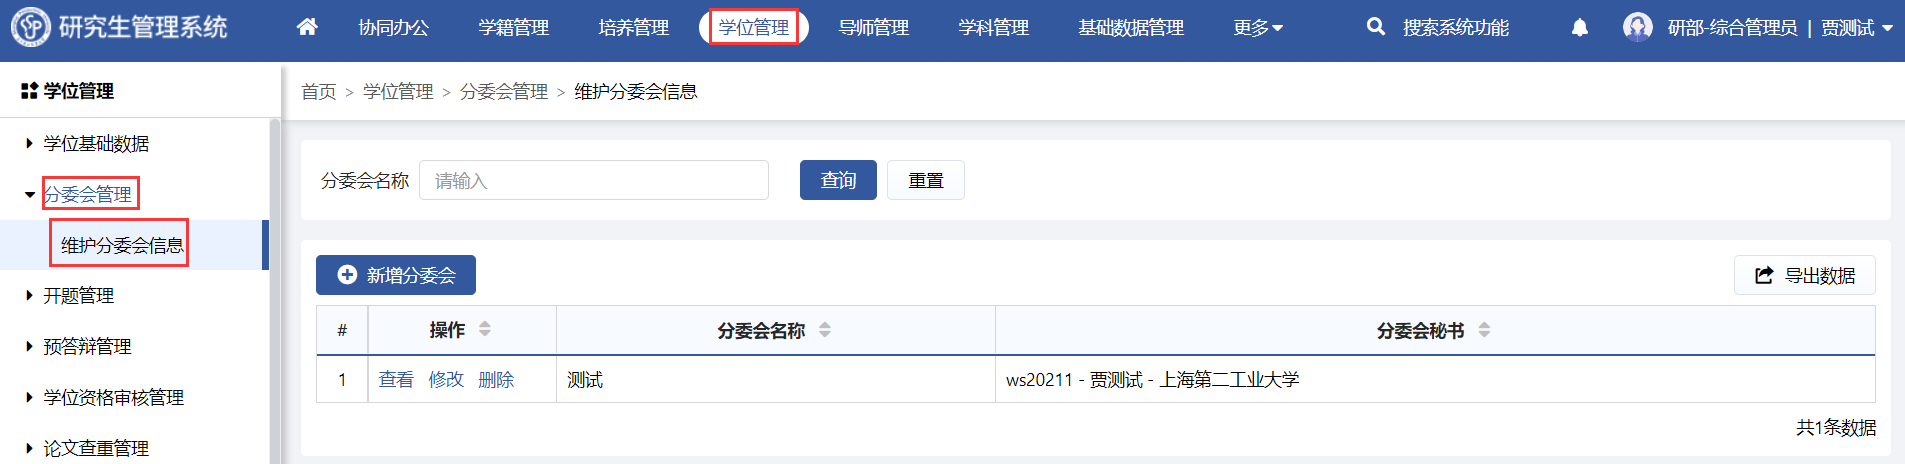 研究生管理系统 协同办公 学籍管理 培养管理 学位管理 导师管理 学科管理 基础数据管理 更多 搜索系统功能 研部-综合管理员 | 贾测试
学位管理
首页 > 学位管理 > 分委会管理 > 维护分委会信息
学位基础数据
分委会管理
维护分委会信息
开题管理
预答辩管理
学位资格审核管理
论文查重管理
分委会名称 请输入 查询 重置
新增分委会 导出数据
# 操作 分委会名称 分委会秘书
1 查看 修改 删除 测试 ws20211 - 贾测试 - 上海第二工业大学
共1条数据